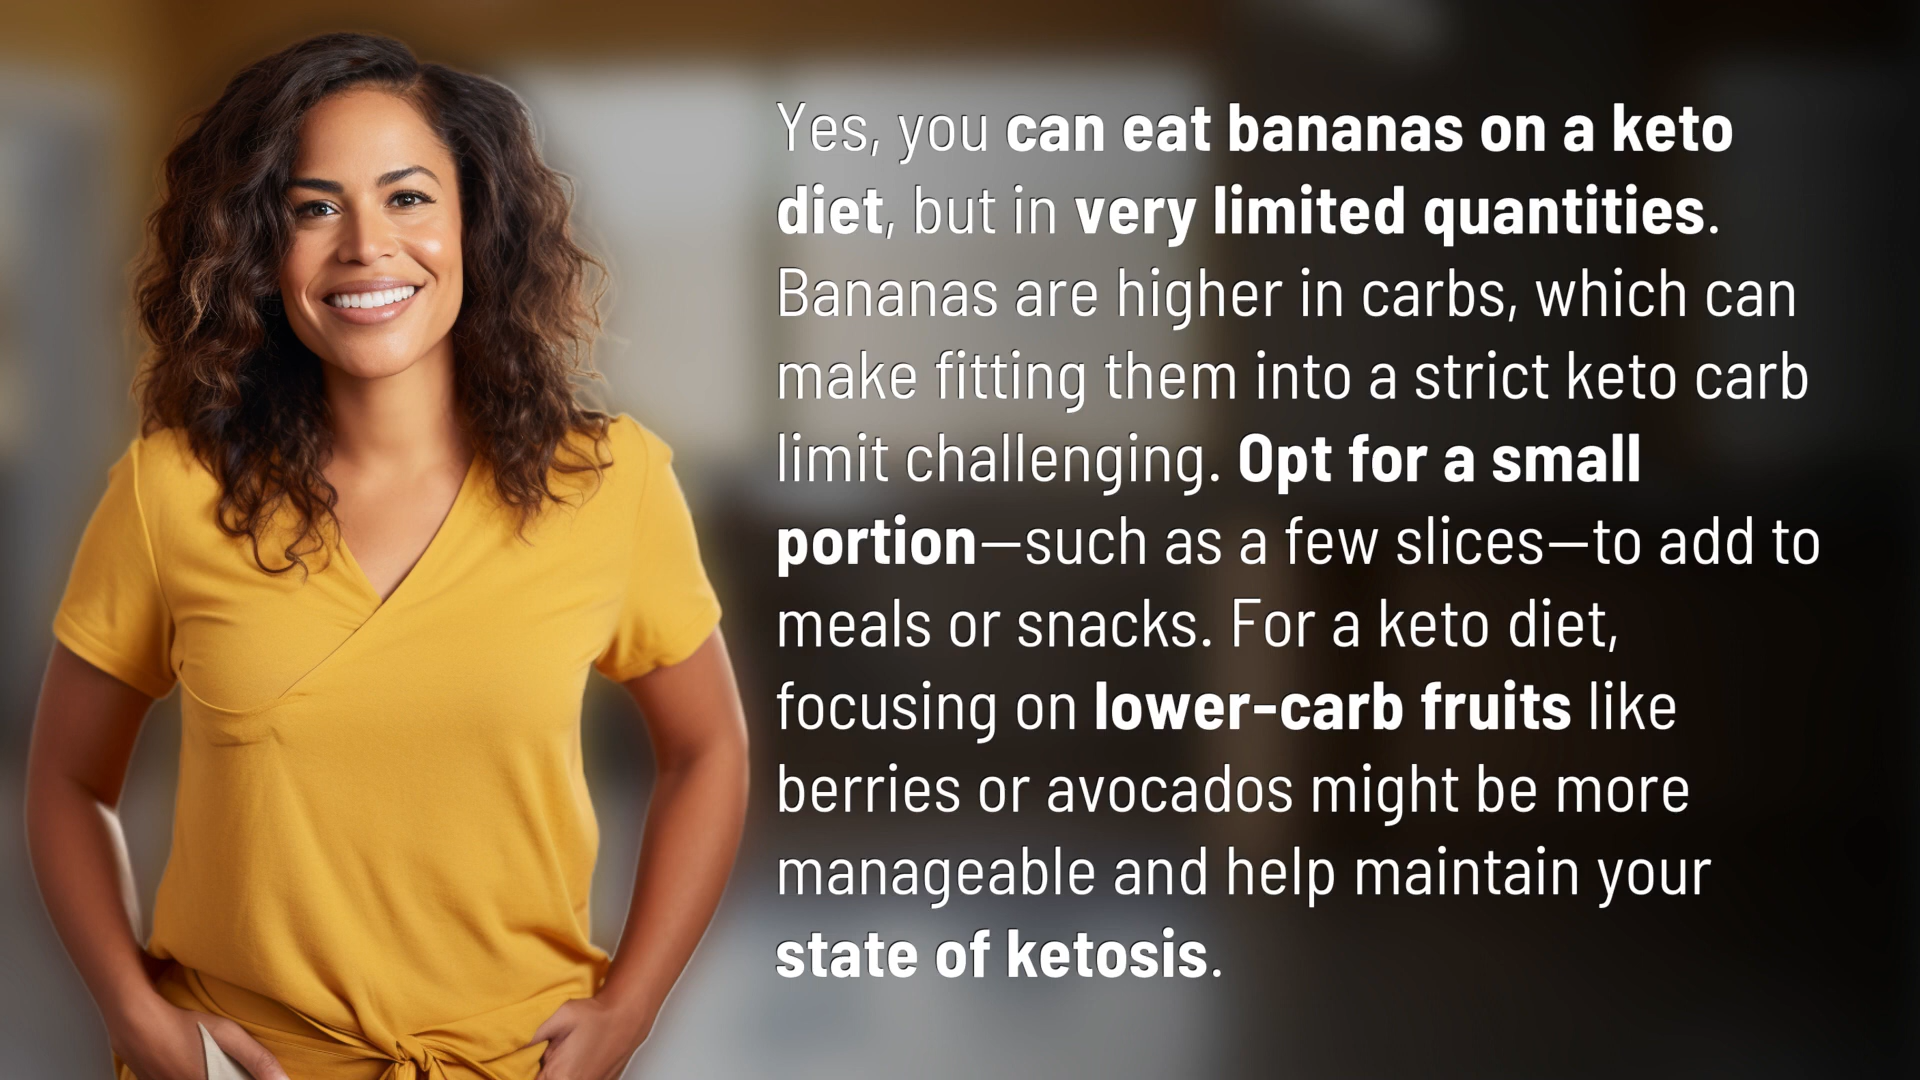 Yes, you can eat bananas on a keto
diet, but in very limited quantities.
Bananas are higher in carbs, which can
make fitting them into a strict keto carb
limit challenging. Opt for a small
portion—such as a few slices—to add to
meals or snacks. For a keto diet,
focusing on lower-carb fruits like
berries or avocados might be more
manageable and help maintain your
state of ketosis.